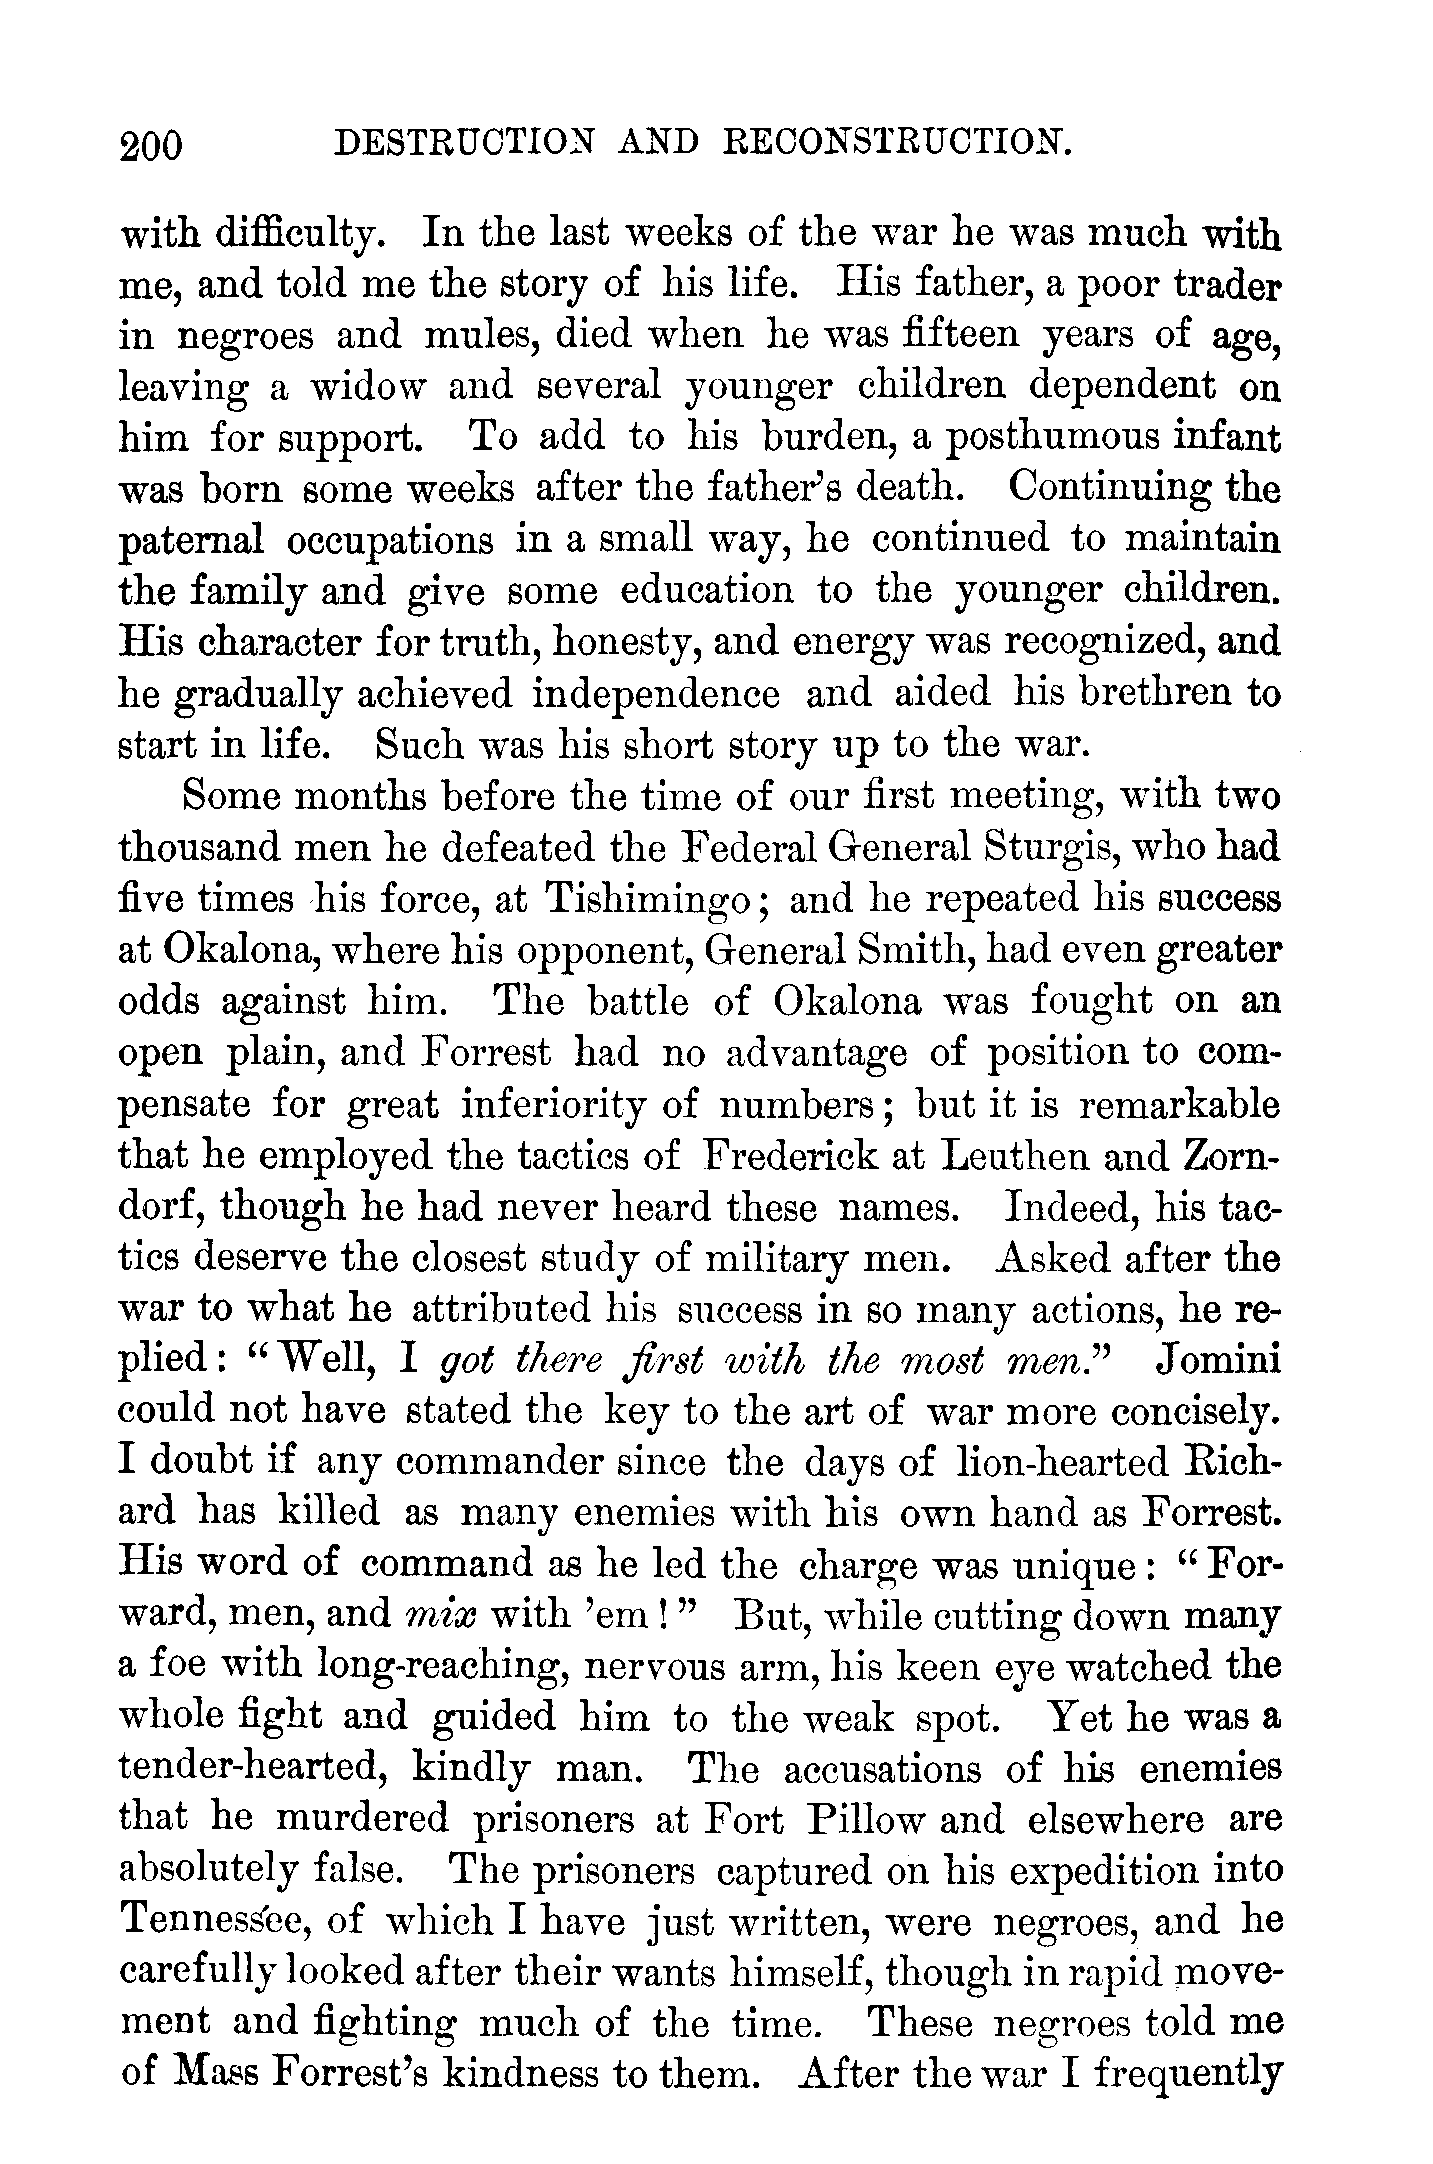 200 DESTRUCTION AND RECONSTRUCTION.
with difficulty. In the last weeks of the war he was much with
me, and told me the story of his life. His father, a poor trader
in negroes and mules, died when he was fifteen years of age,
leaving a widow and several younger children dependent on
him for support. To add to his burden, a posthumous infant
was born some weeks after the father's death. Continuing the
paternal occupations in a small way, he continued to maintain
the family and give some education to the younger children.
His character for truth, honesty, and energy was recognized, and
he gradually achieved independence and aided his brethren to
start in life. Such was his short story up to the war.
Some months before the time of our first meeting, with two
thousand men he defeated the Federal General Sturgis, who had
five times his force, at Tishimingo; and he repeated his success
at Okalona, where his opponent, General Smith, had even greater
odds against him. The battle of Okalona was fought on an
open plain, and Forrest had no advantage of position to com-
pensate for great inferiority of numbers; but it is remarkable
that he employed the tactics of Frederick at Leuthen and Zorn-
dorf, though he had never heard these names. Indeed, his tac-
tics deserve the closest study of military men. Asked after the
war to what he attributed his success in so many actions, he re-
plied: "Well, I got there first with the most men." Jomini
could not have stated the key to the art of war more concisely.
I doubt if any commander since the days of lion-hearted Rich-
ard has killed as many enemies with his own hand as Forrest.
His word of command as he led the charge was unique: "For-
ward, men, and mix with 'em!" But, while cutting down many
a foe with long-reaching, nervous arm, his keen eye watched the
whole fight and guided him to the weak spot. Yet he was a
tender-hearted, kindly man. The accusations of his enemies
that he murdered prisoners at Fort Pillow and elsewhere are
absolutely false. The prisoners captured on his expedition into
Tennessee, of which I have just written, were negroes, and he
carefully looked after their wants himself, though in rapid move-
ment and fighting much of the time. These negroes told me
of Mass Forrest's kindness to them. After the war I frequently